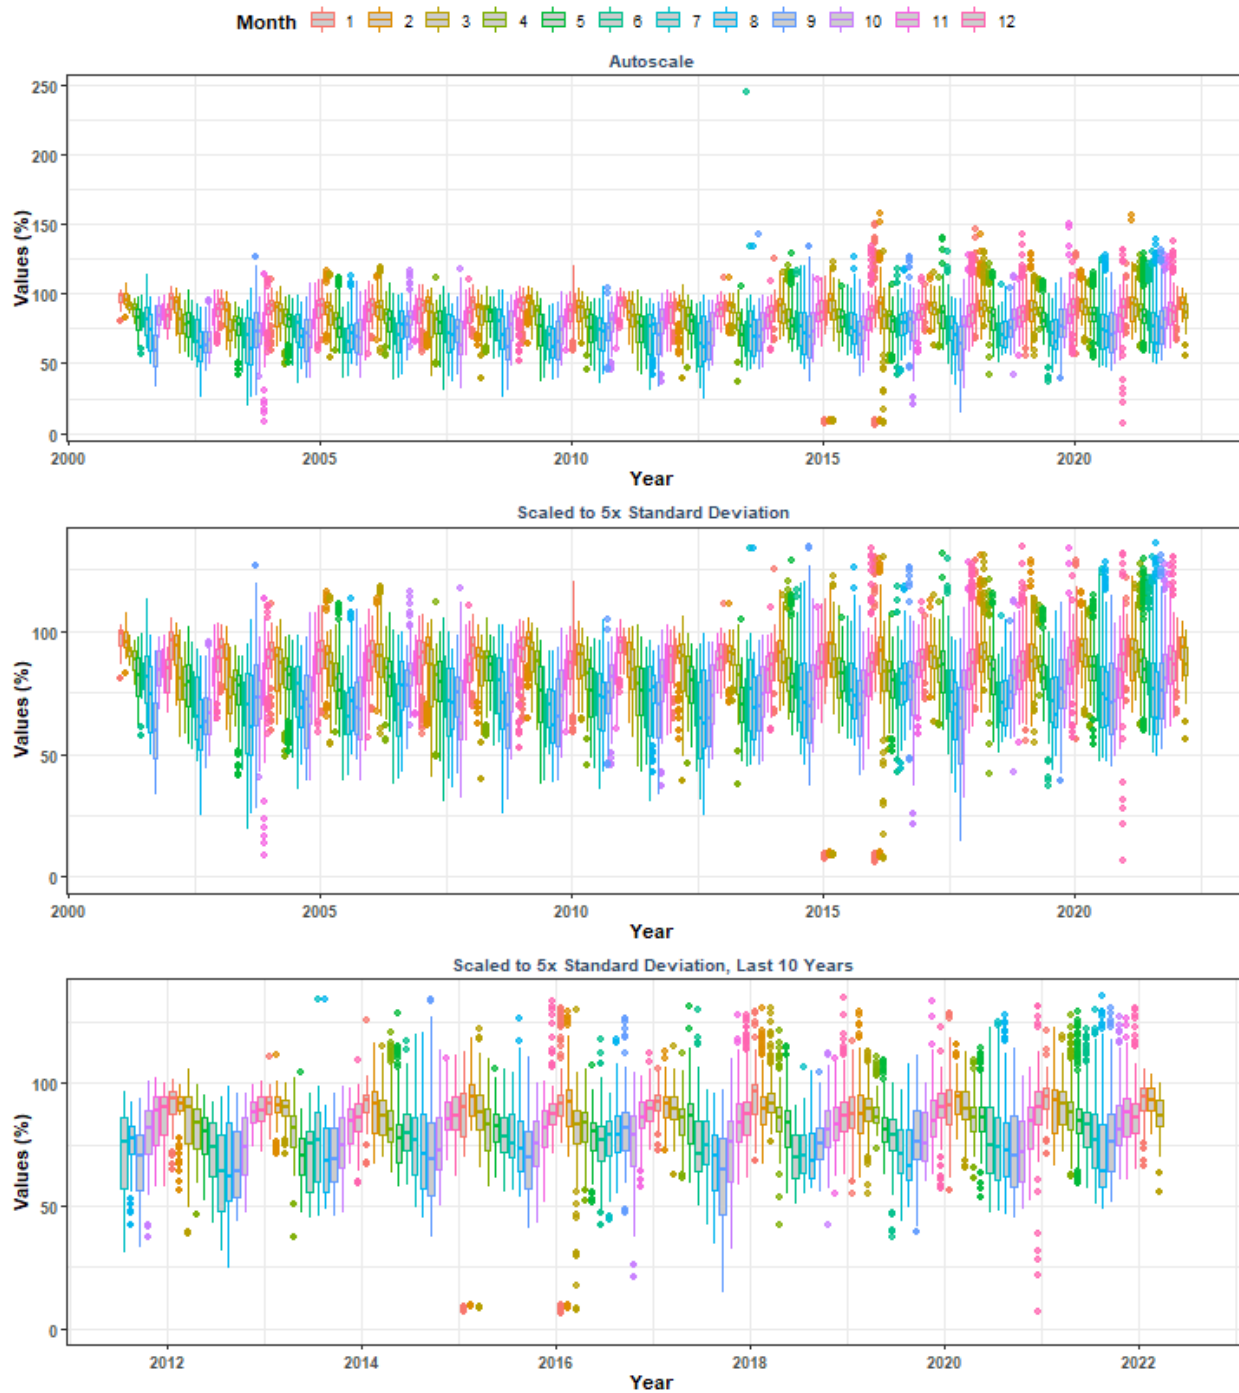 Month 1 2 3 4 5 6 7 8 9 10 11 12
Autoscale
Values (%)
250
200
150
100
50
0
2000 2005 2010 2015 2020
Year
Scaled to 5x Standard Deviation
Values (%)
100
50
0
2000 2005 2010 2015 2020
Year
Scaled to 5x Standard Deviation, Last 10 Years
Values (%)
100
50
0
2012 2014 2016 2018 2020 2022
Year